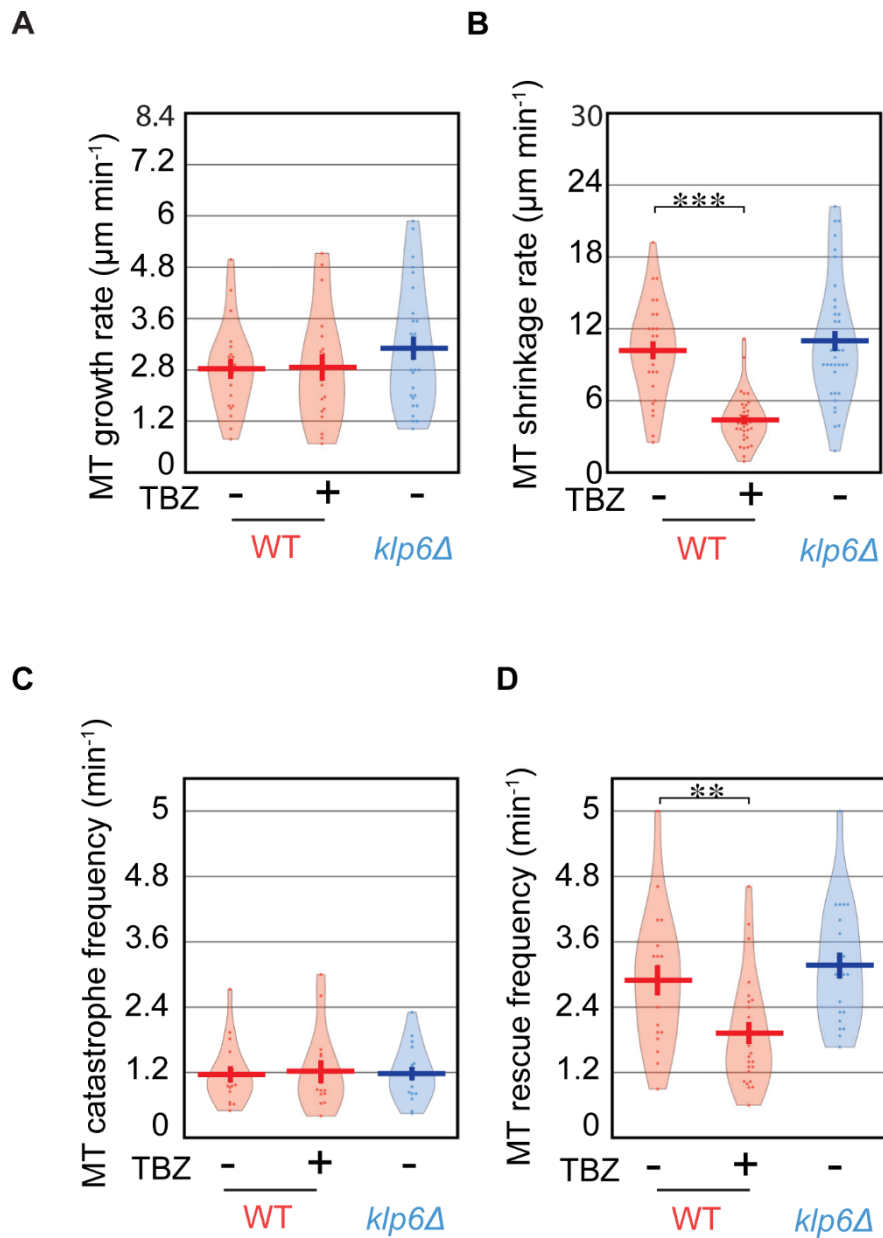 A
MT growth rate (µm min⁻¹)
8.4
7.2
6
4.8
3.6
2.8
1.2
0
TBZ - + -
WT klp6Δ
B
MT shrinkage rate (µm min⁻¹)
30
24
18
12
6
0
***
TBZ - + -
WT klp6Δ
C
MT catastrophe frequency (min⁻¹)
5
4.8
3.6
2.4
1.2
0
TBZ - + -
WT klp6Δ
D
MT rescue frequency (min⁻¹)
5
4.8
3.6
2.4
1.2
0
**
TBZ - + -
WT klp6Δ